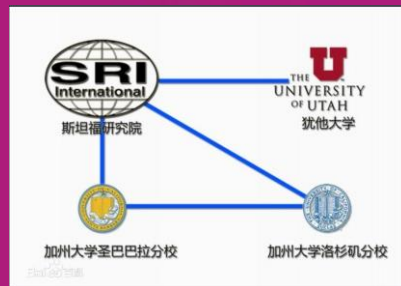 SRI
International
斯坦福研究院
THE
UNIVERSITY
OF UTAH
犹他大学
加州大学圣巴巴拉分校
加州大学洛杉矶分校